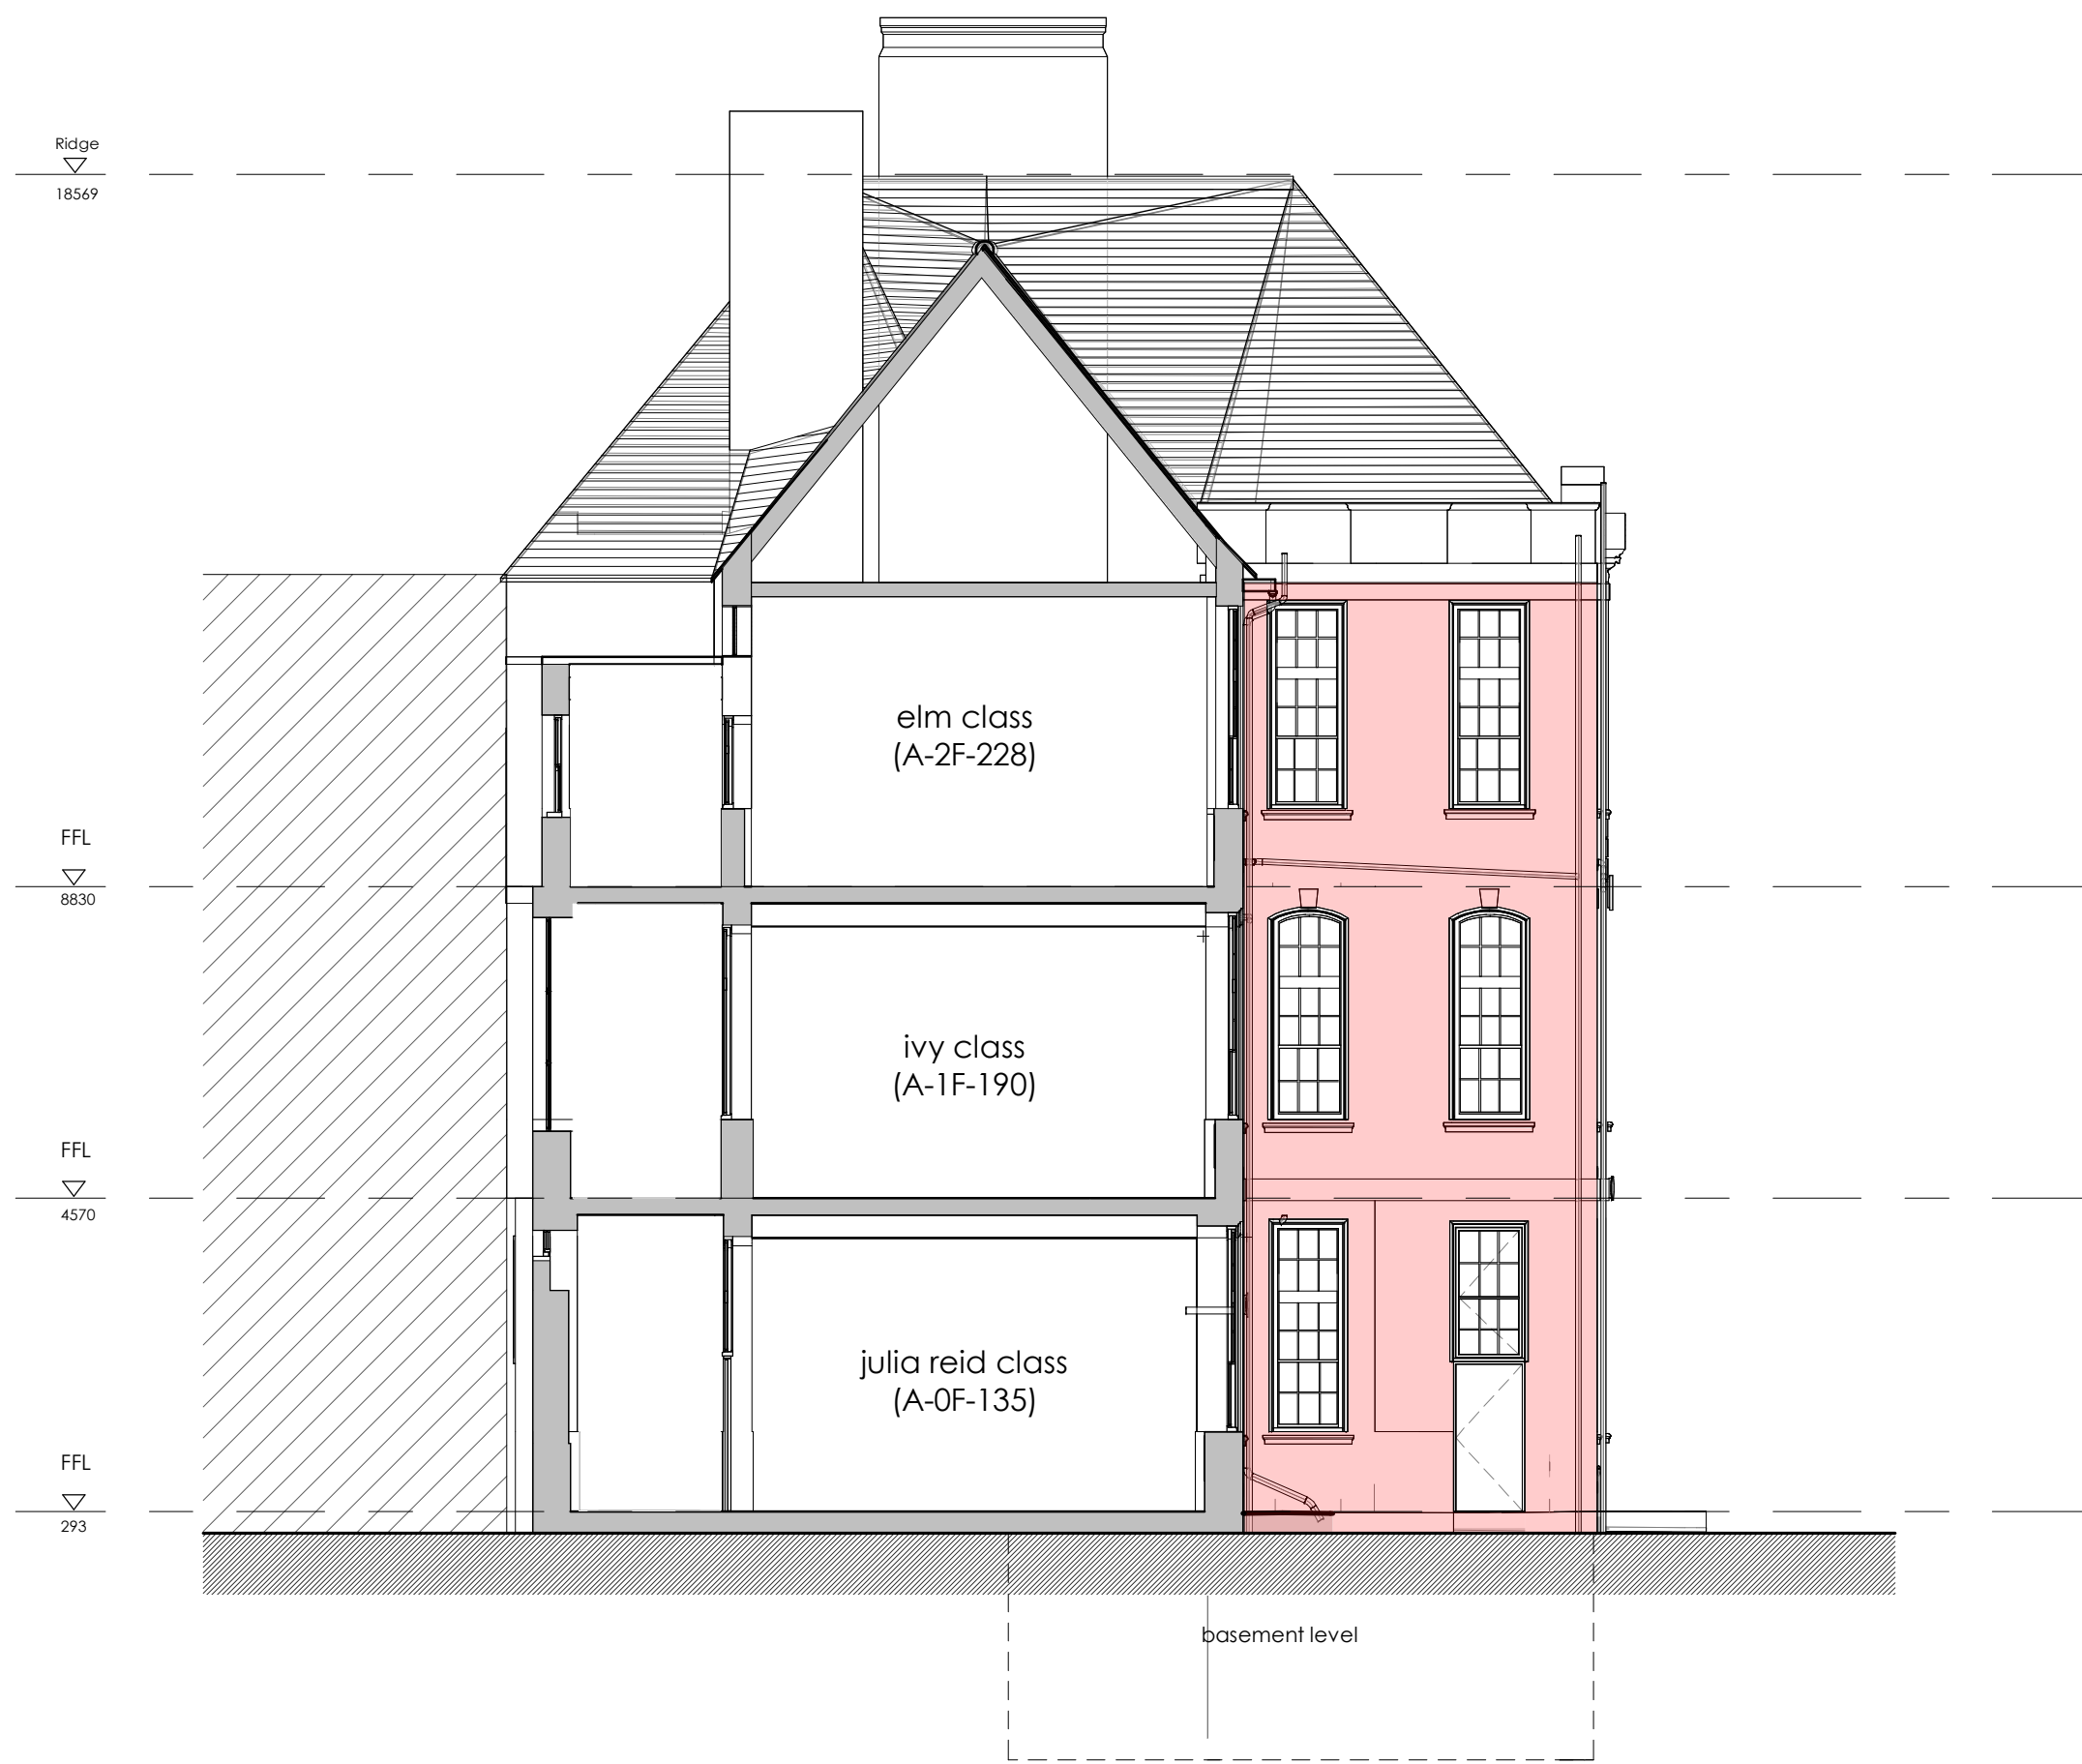 Ridge
18569
elm class
(A-2F-228)
FFL
8830
ivy class
(A-1F-190)
FFL
4570
julia reid class
(A-0F-135)
FFL
293
basement level